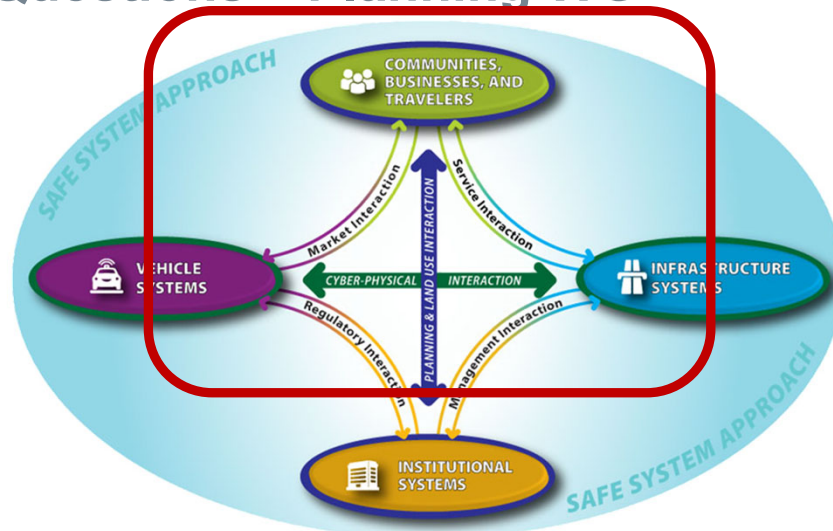 SAFE SYSTEM APPROACH
COMMUNITIES,
BUSINESSES, AND
TRAVELERS
Market Interaction
Service Interaction
PLANNING & LAND USE INTERACTION
VEHICLE
SYSTEMS
CYBER-PHYSICAL INTERACTION
INFRASTRUCTURE
SYSTEMS
Regulatory Interaction
Management Interaction
INSTITUTIONAL
SYSTEMS
SAFE SYSTEM APPROACH